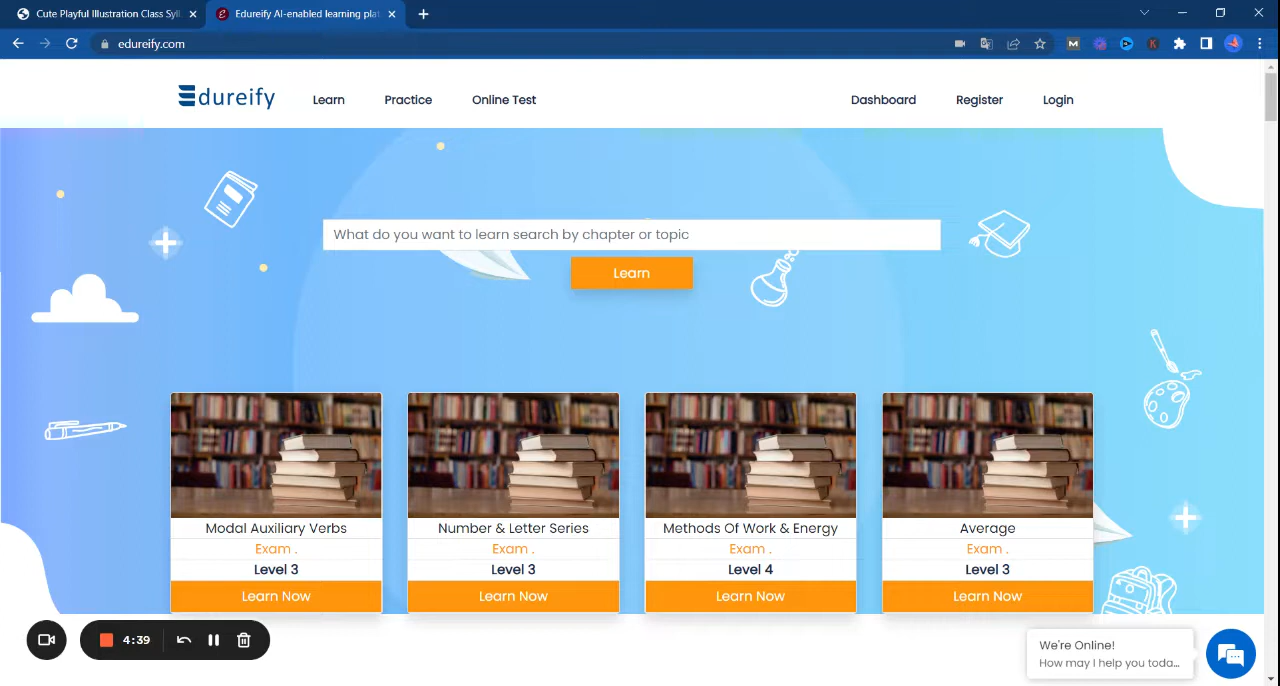 Cute Playful Illustration Class Syll
Edureify AI-enabled learning plat
edureify.com
Edureify
Learn
Practice
Online Test
Dashboard
Register
Login
What do you want to learn search by chapter or topic
Learn
Modal Auxiliary Verbs
Exam .
Level 3
Learn Now
Number & Letter Series
Exam .
Level 3
Learn Now
Methods Of Work & Energy
Exam .
Level 4
Learn Now
Average
Exam .
Level 3
Learn Now
4:39
We're Online!
How may I help you toda...